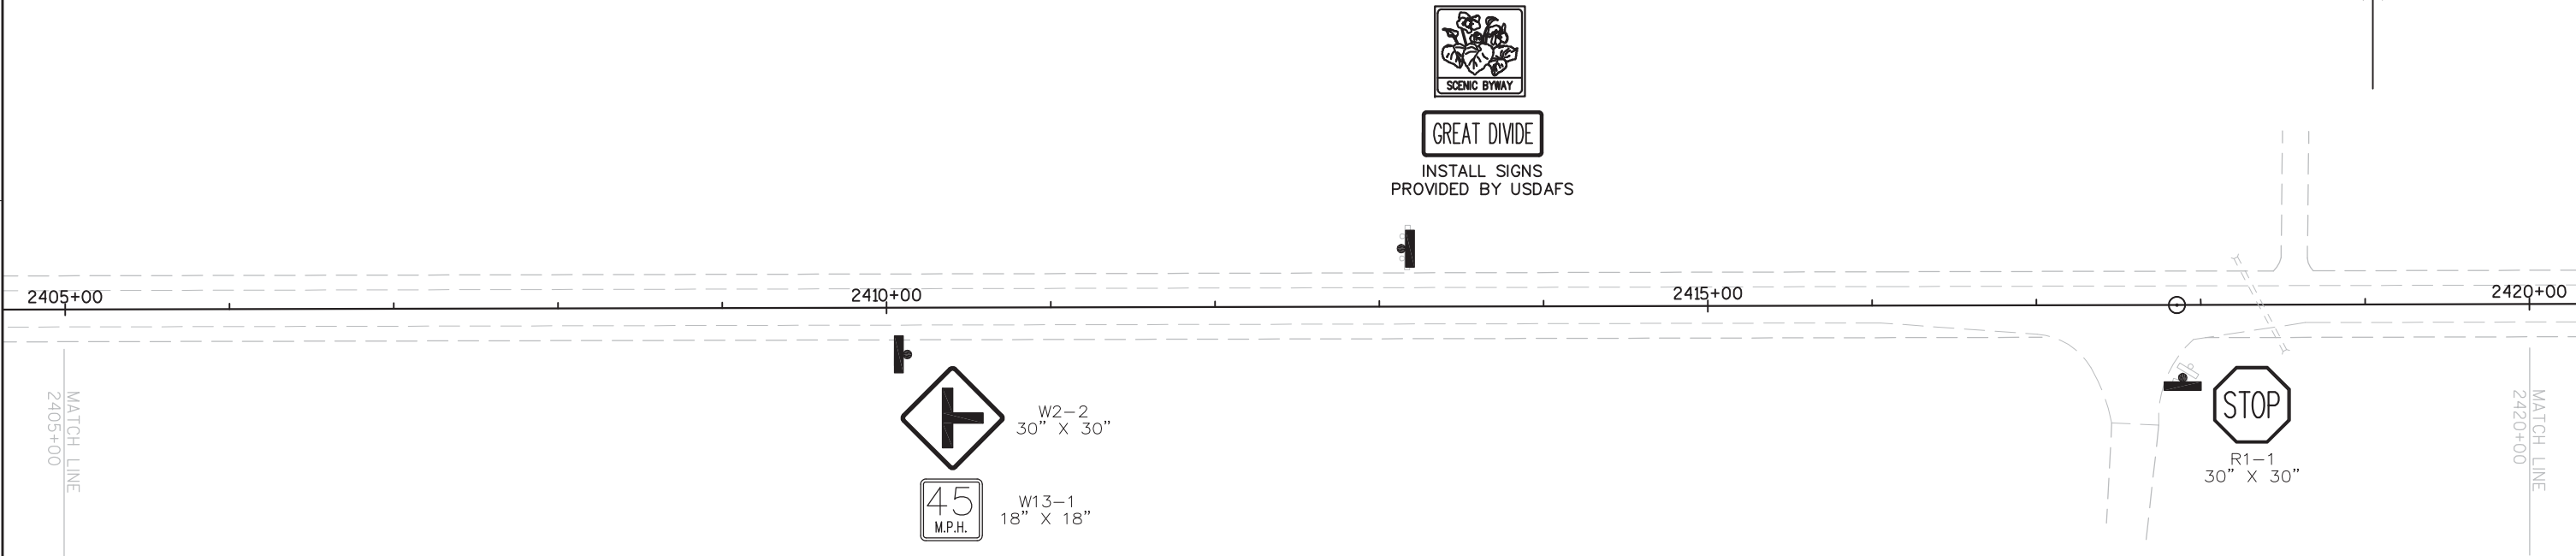 SCENIC BYWAY
GREAT DIVIDE
INSTALL SIGNS
PROVIDED BY USDAFS
2405+00
2410+00
2415+00
2420+00
MATCH LINE
2405+00
W2-2
30" X 30"
45
M.P.H.
W13-1
18" X 18"
STOP
R1-1
30" X 30"
MATCH LINE
2420+00